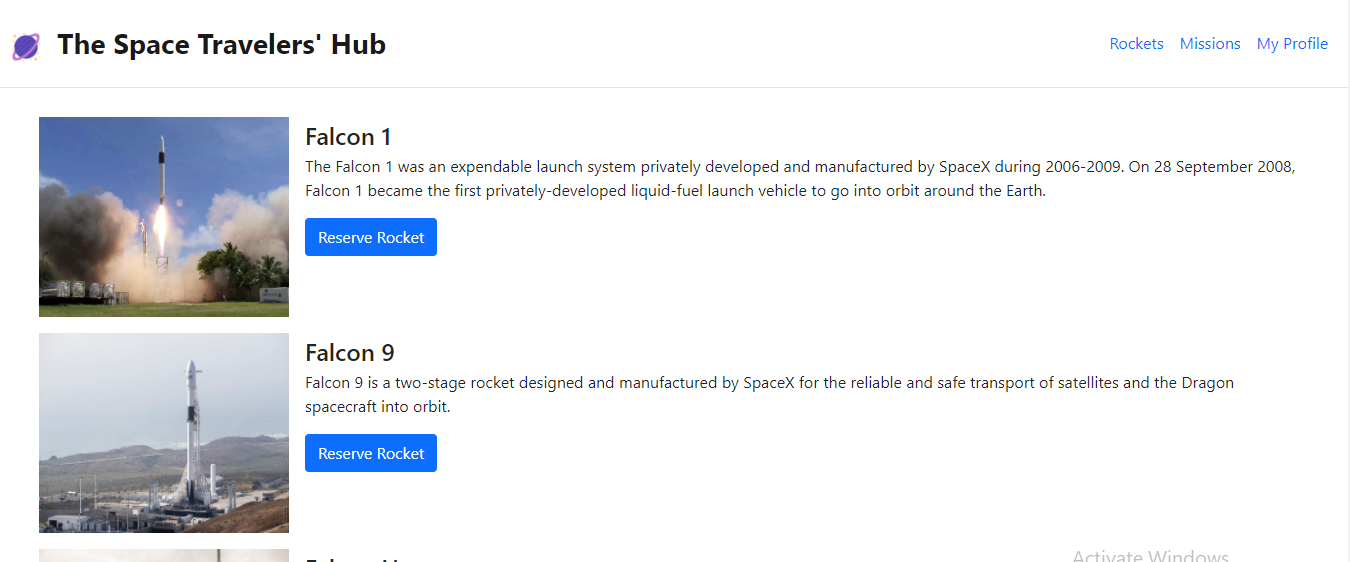 The Space Travelers' Hub
Rockets Missions My Profile
Falcon 1
The Falcon 1 was an expendable launch system privately developed and manufactured by SpaceX during 2006-2009. On 28 September 2008,
Falcon 1 became the first privately-developed liquid-fuel launch vehicle to go into orbit around the Earth.
Reserve Rocket
Falcon 9
Falcon 9 is a two-stage rocket designed and manufactured by SpaceX for the reliable and safe transport of satellites and the Dragon
spacecraft into orbit.
Reserve Rocket
Activate Windows